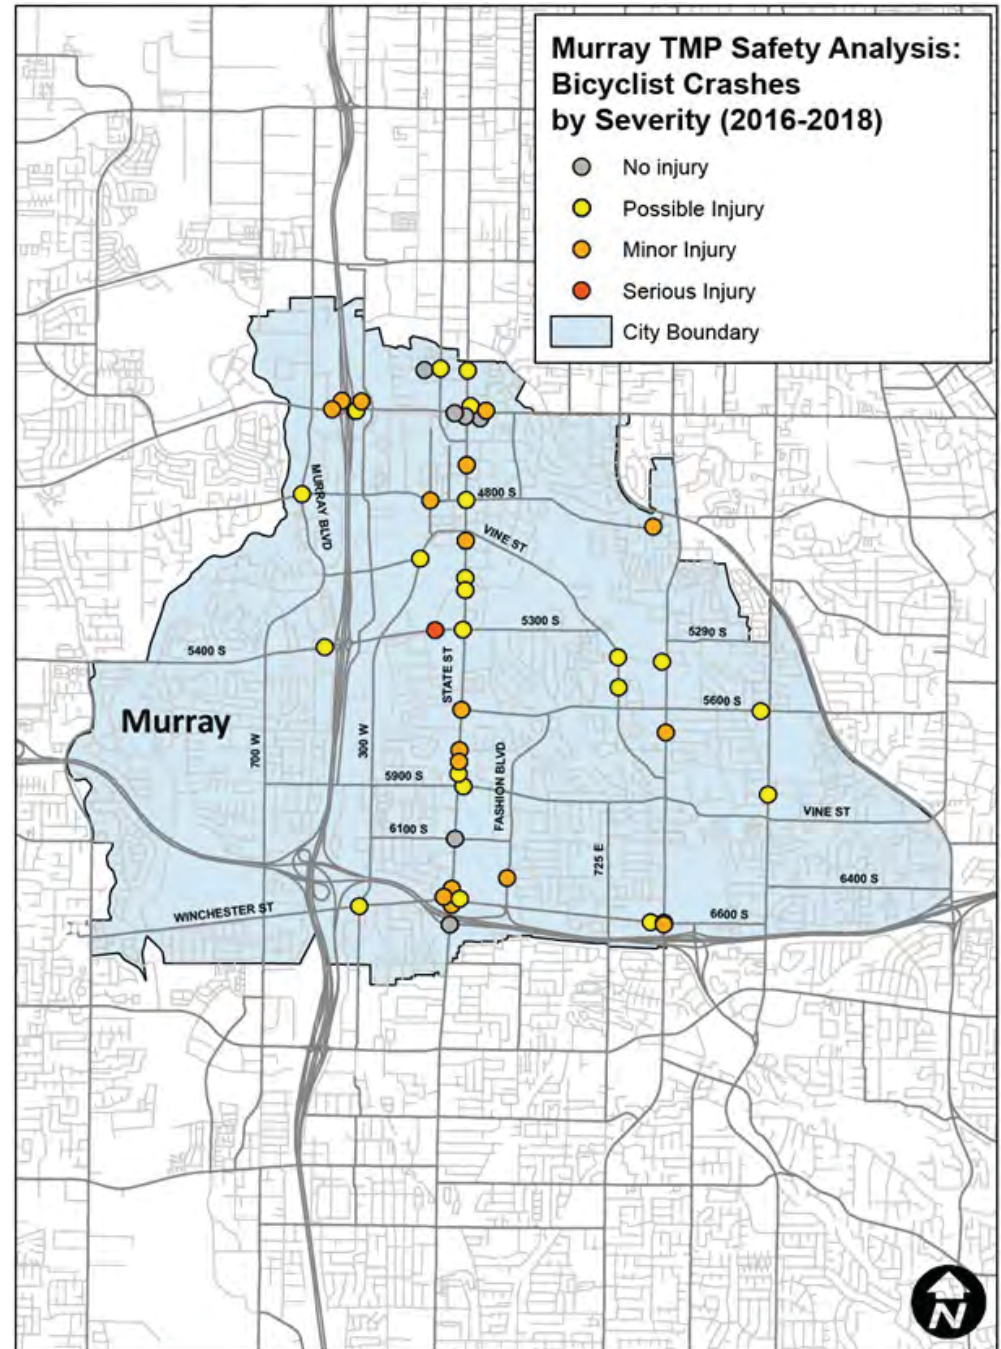 Murray TMP Safety Analysis:
Bicyclist Crashes
by Severity (2016-2018)
No injury
Possible Injury
Minor Injury
Serious Injury
City Boundary
MURRAY BLVD
4800 S
VINE ST
5300 S
5290 S
5400 S
STATE ST
5600 S
Murray
700 W
300 W
FASHION BLVD
5900 S
VINE ST
6100 S
725 E
6400 S
WINCHESTER ST
6600 S
N